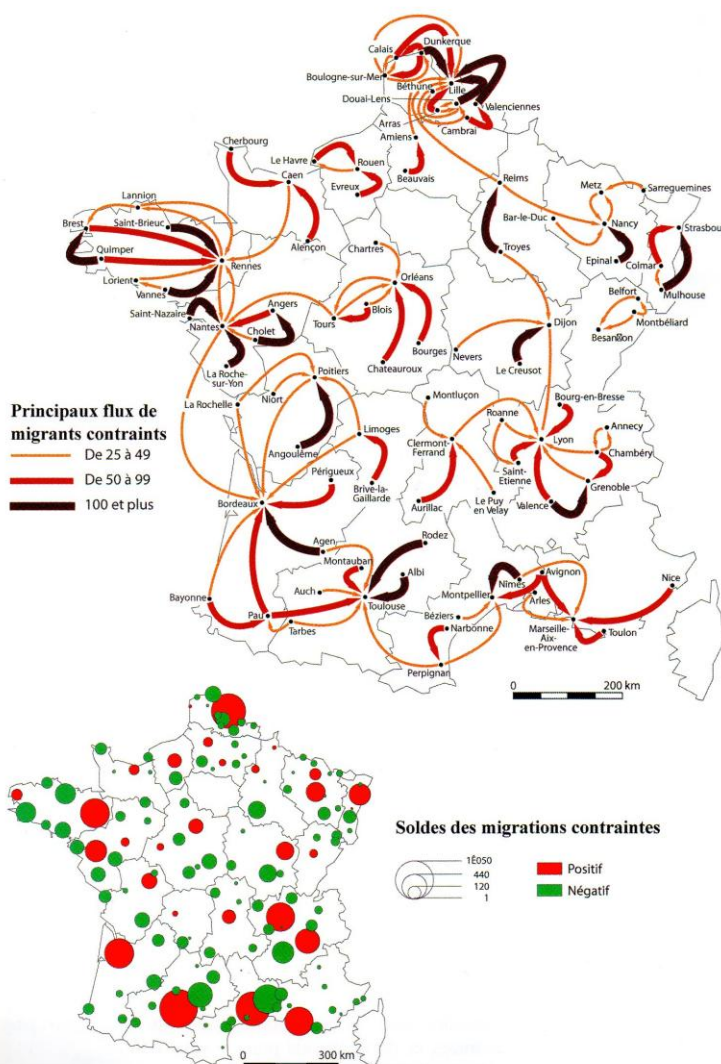 Calais
Dunkerque
Boulogne-sur-Mer
Béthune
Lille
Douai-Lens
Valenciennes
Arras
Cambrai
Amiens
Cherbourg
Le Havre
Rouen
Beauvais
Reims
Metz
Sarreguemines
Caen
Evreux
Bar-le-Duc
Nancy
Strasbou
Lannion
Brest
Saint-Brieuc
Alençon
Chartres
Troyes
Epinal
Colmar
Quimper
Rennes
Orléans
Mulhouse
Lorient
Vannes
Belfort
Saint-Nazaire
Angers
Blois
Dijon
Montbéliard
Nantes
Tours
Cholet
Bourges
Nevers
Besan
on
La Roche-
sur-Yon
Chateauroux
Le Creusot
Poitiers
Montluçon
Bourg-en-Bresse
La Rochelle
Niort
Limoges
Roanne
Annecy
Principaux flux de
migrants contraints
De 25 à 49
De 50 à 99
100 et plus
Clermont-
Ferrand
Lyon
Chambéry
Angoulême
Saint-
Etienne
Périgueux
Grenoble
Bordeaux
Brive-la-
Gaillarde
Aurillac
Le Puy
en Velay
Valence
Agen
Rodez
Montauban
Albi
Avignon
Nice
Bayonne
Auch
Nîmes
Montpellier
Arles
Toulouse
Pau
Béziers
Marseille-
Aix-
en-Provence
Toulon
Tarbes
Narbonne
Perpignan
0
200 km
Soldes des migrations contraintes
1É050
440
120
1
Positif
Négatif
0
300 km